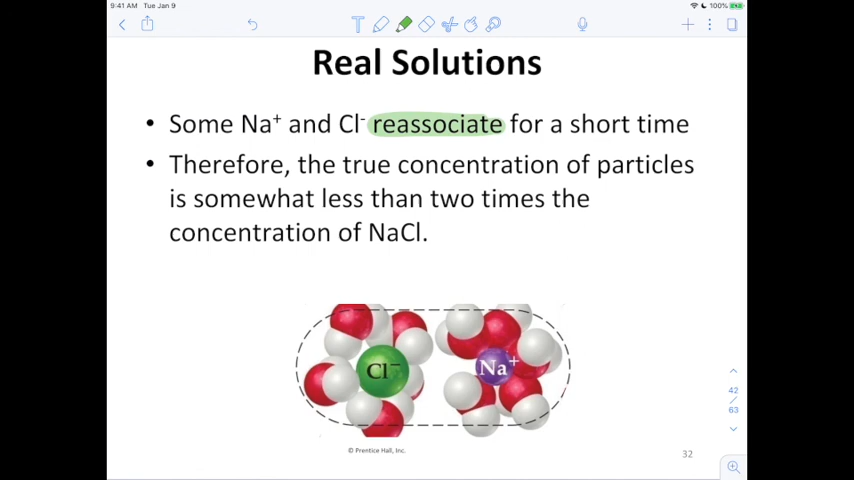 9:41 AM Tue Jan 9
100%
T
Real Solutions
• Some Na⁺ and Cl⁻ reassociate for a short time
• Therefore, the true concentration of particles
is somewhat less than two times the
concentration of NaCl.
Cl⁻
Na⁺
42
/
63
© Prentice Hall, Inc.
32